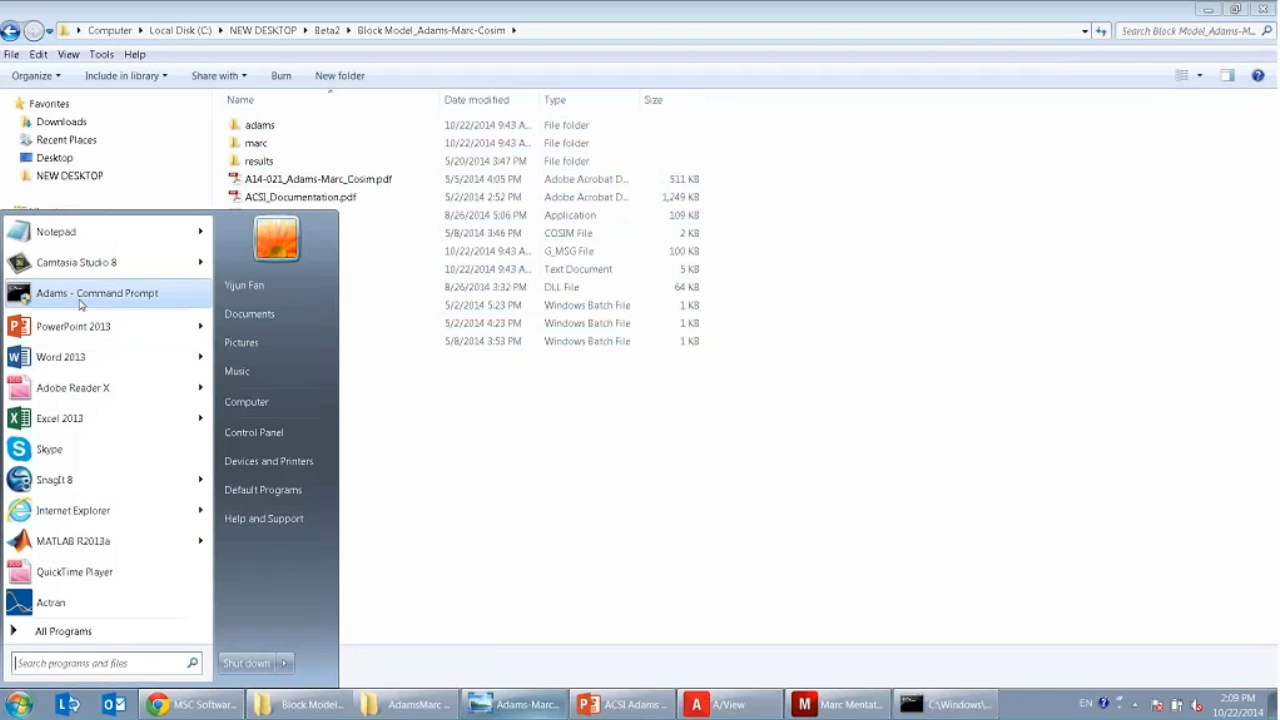 Computer Local Disk (C:) NEW DESKTOP Beta2 Block Model_Adams-Marc-Cosim
Search Block Model_Adams-M...
File Edit View Tools Help
Organize Include in library Share with Burn New folder
Name Date modified Type Size
Favorites
Downloads
Recent Places
Desktop
NEW DESKTOP
adams 10/22/2014 9:43 A... File folder
marc 10/22/2014 9:43 A... File folder
results 5/20/2014 3:47 PM File folder
A14-021_Adams-Marc_Cosim.pdf 5/5/2014 4:05 PM Adobe Acrobat D... 511 KB
ACSI_Documentation.pdf 5/2/2014 2:52 PM Adobe Acrobat D... 1,249 KB
8/26/2014 5:06 PM Application 109 KB
5/8/2014 3:46 PM COSIM File 2 KB
10/22/2014 9:43 A... G_MSG File 100 KB
10/22/2014 9:43 A... Text Document 5 KB
8/26/2014 3:32 PM DLL File 64 KB
5/2/2014 5:23 PM Windows Batch File 1 KB
5/2/2014 4:23 PM Windows Batch File 1 KB
5/8/2014 3:53 PM Windows Batch File 1 KB
Notepad
Camtasia Studio 8
Adams - Command Prompt
PowerPoint 2013
Word 2013
Adobe Reader X
Excel 2013
Skype
SnagIt 8
Internet Explorer
MATLAB R2013a
QuickTime Player
Actran
All Programs
Search programs and files
Yijun Fan
Documents
Pictures
Music
Computer
Control Panel
Devices and Printers
Default Programs
Help and Support
Shut down
MSC Softwar... Block Model... AdamsMarc ... Adams-Marc... ACSI Adams ... A/View Marc Mentat... C:\Windows\...
EN
2:09 PM
10/22/2014